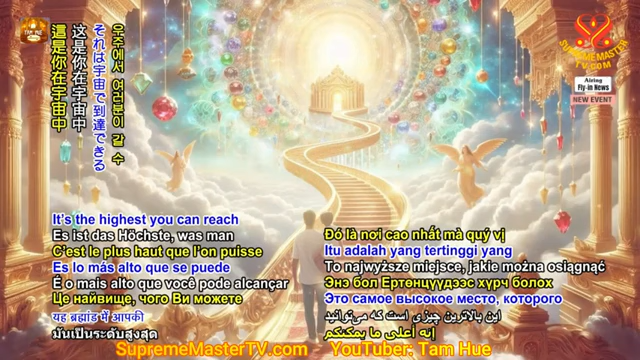 TAM HUE
우주에서 여러분이 갈 수
それは宇宙で到達できる
这是你在宇宙中
這是你在宇宙中
SUPREMEMASTER
TV.COM
Airing
Fly-in News
NEW EVENT
It's the highest you can reach
Es ist das Höchste, was man
C'est le plus haut que l'on puisse
Es lo más alto que se puede
É o mais alto que você pode alcançar
Це найвище, чого Ви можете
यह ब्रह्मांड में आपकी
มันเป็นระดับสูงสุด
Đó là nơi cao nhất mà quý vị
Itu adalah yang tertinggi yang
To najwyższe miejsce, jakie można osiągnąć
Энэ бол Ертөнцүүдээс хүрч болох
Это самое высокое место, которого
این بالاترین چیزی است که می‌توانید
إنه أعلى ما يمكنكم
SupremeMasterTV.com
YouTuber: Tam Hue